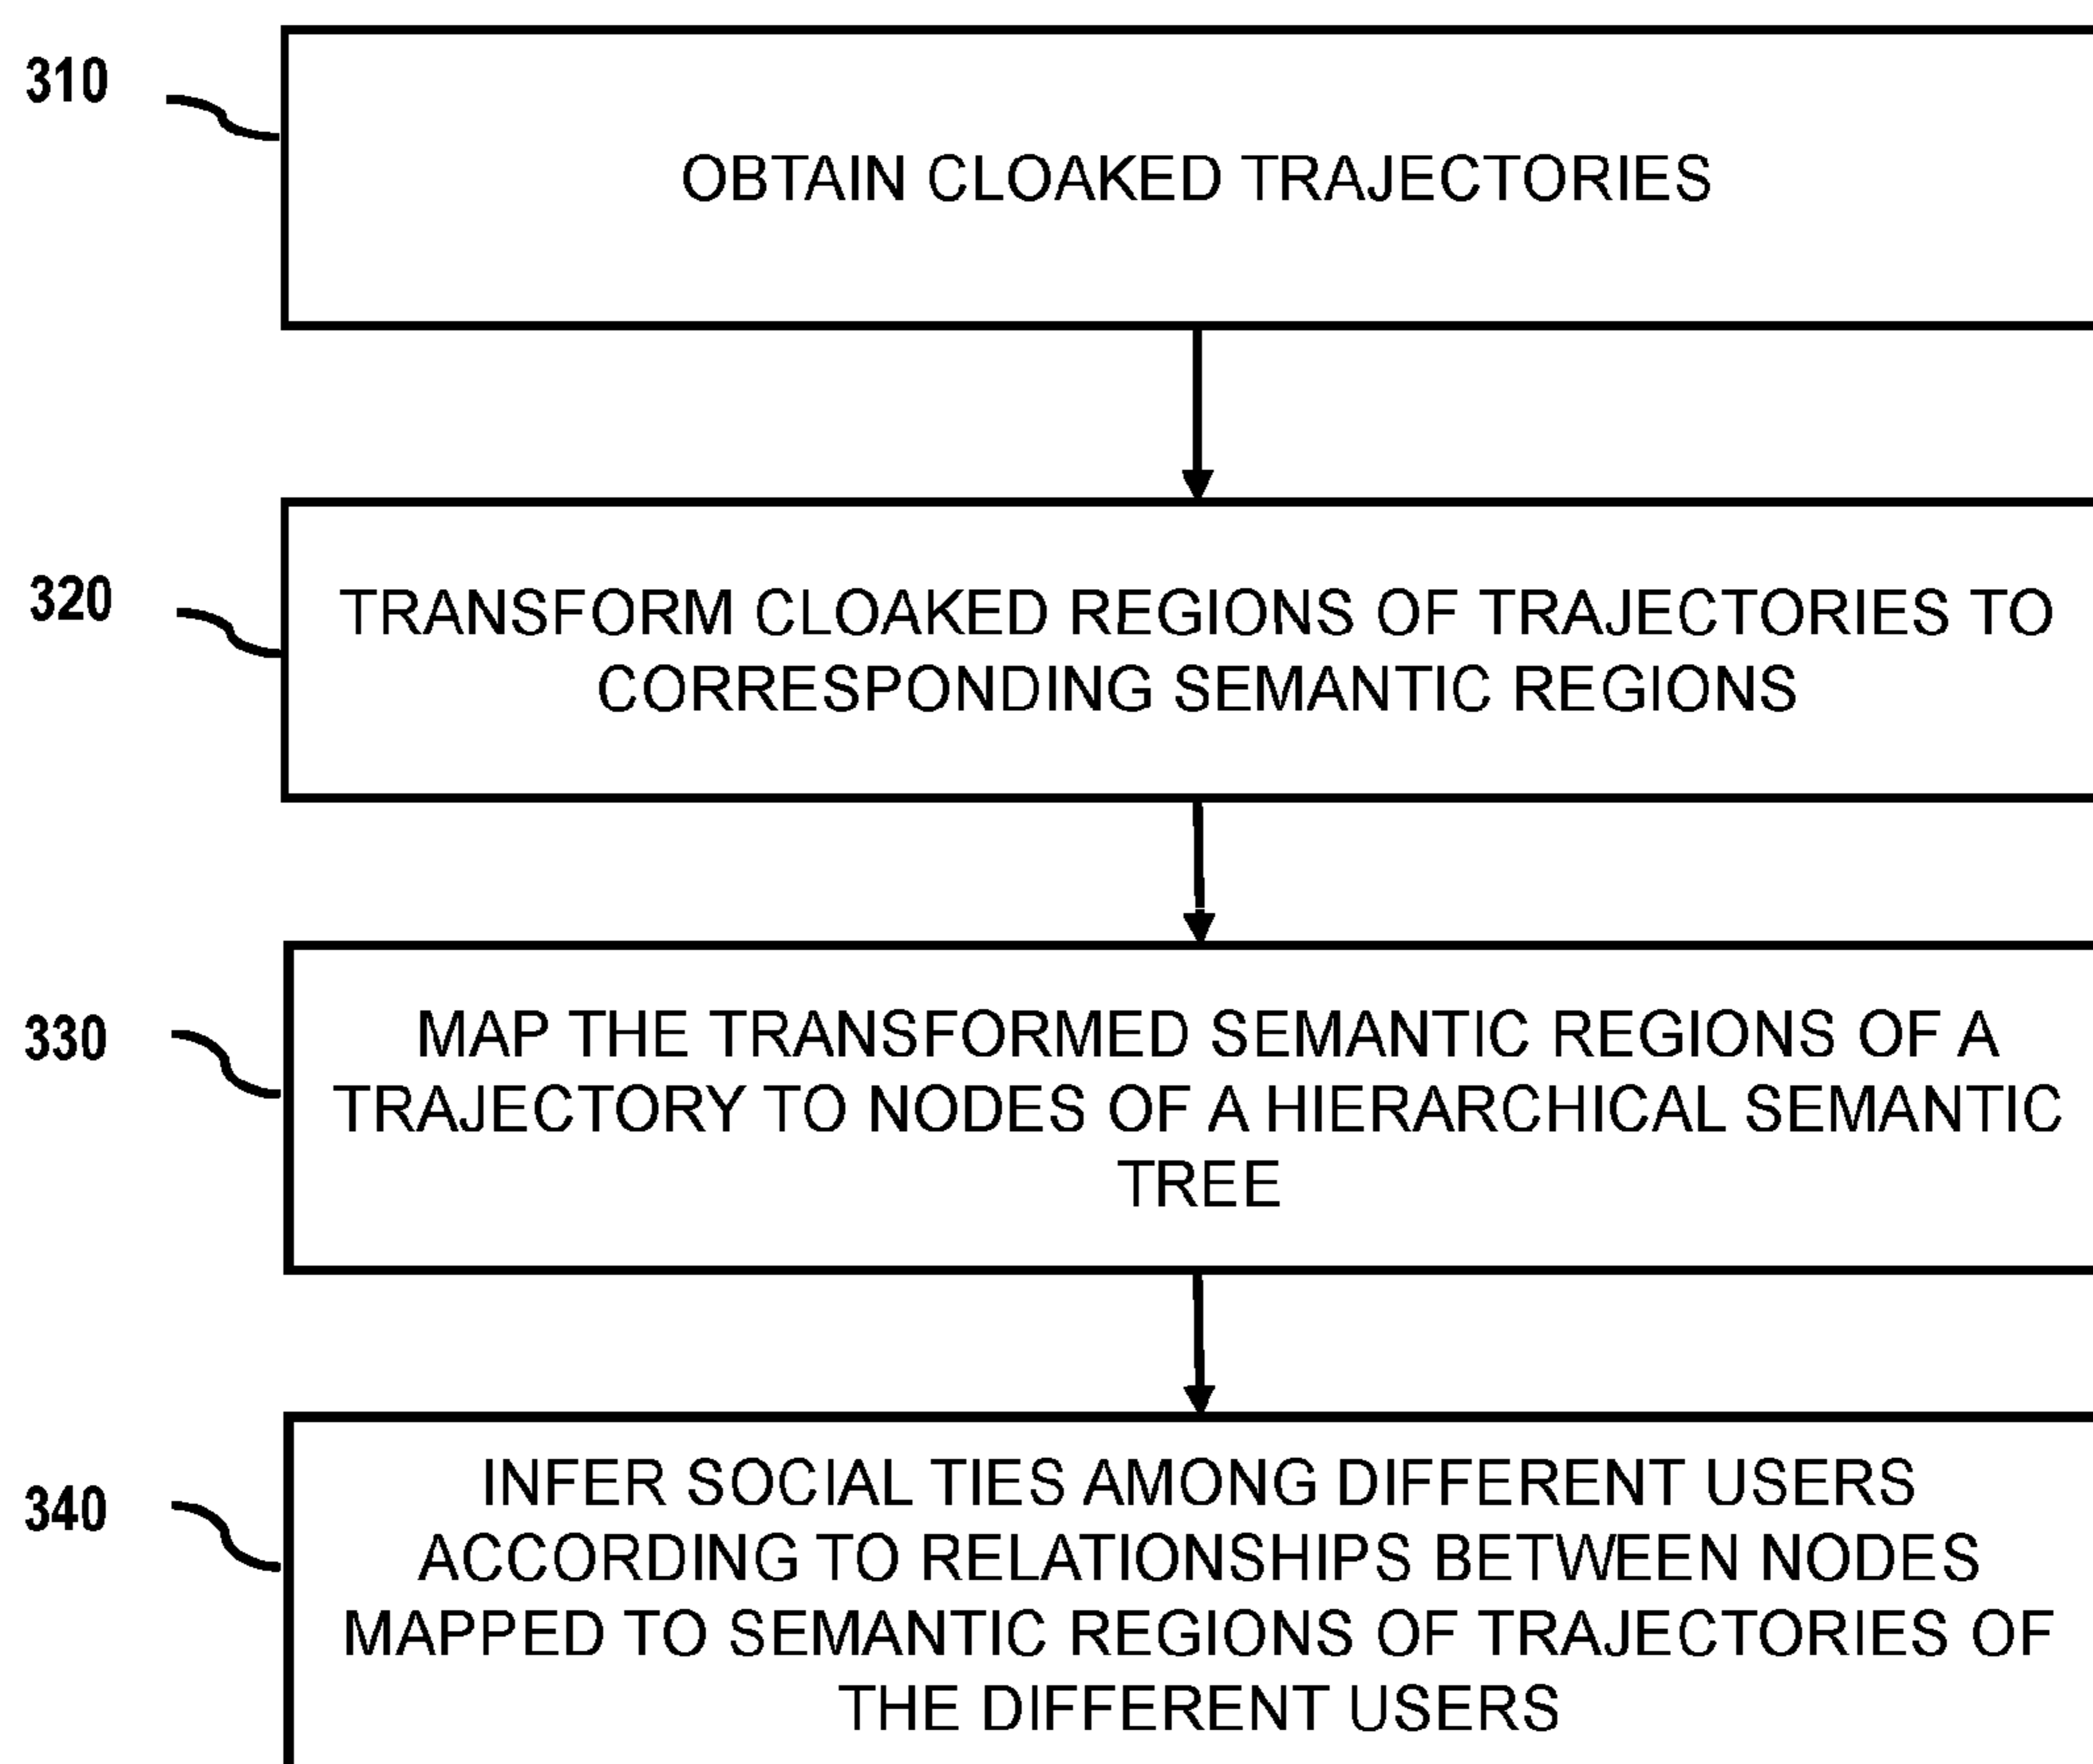 310
OBTAIN CLOAKED TRAJECTORIES
320
TRANSFORM CLOAKED REGIONS OF TRAJECTORIES TO
CORRESPONDING SEMANTIC REGIONS
330
MAP THE TRANSFORMED SEMANTIC REGIONS OF A
TRAJECTORY TO NODES OF A HIERARCHICAL SEMANTIC
TREE
340
INFER SOCIAL TIES AMONG DIFFERENT USERS
ACCORDING TO RELATIONSHIPS BETWEEN NODES
MAPPED TO SEMANTIC REGIONS OF TRAJECTORIES OF
THE DIFFERENT USERS